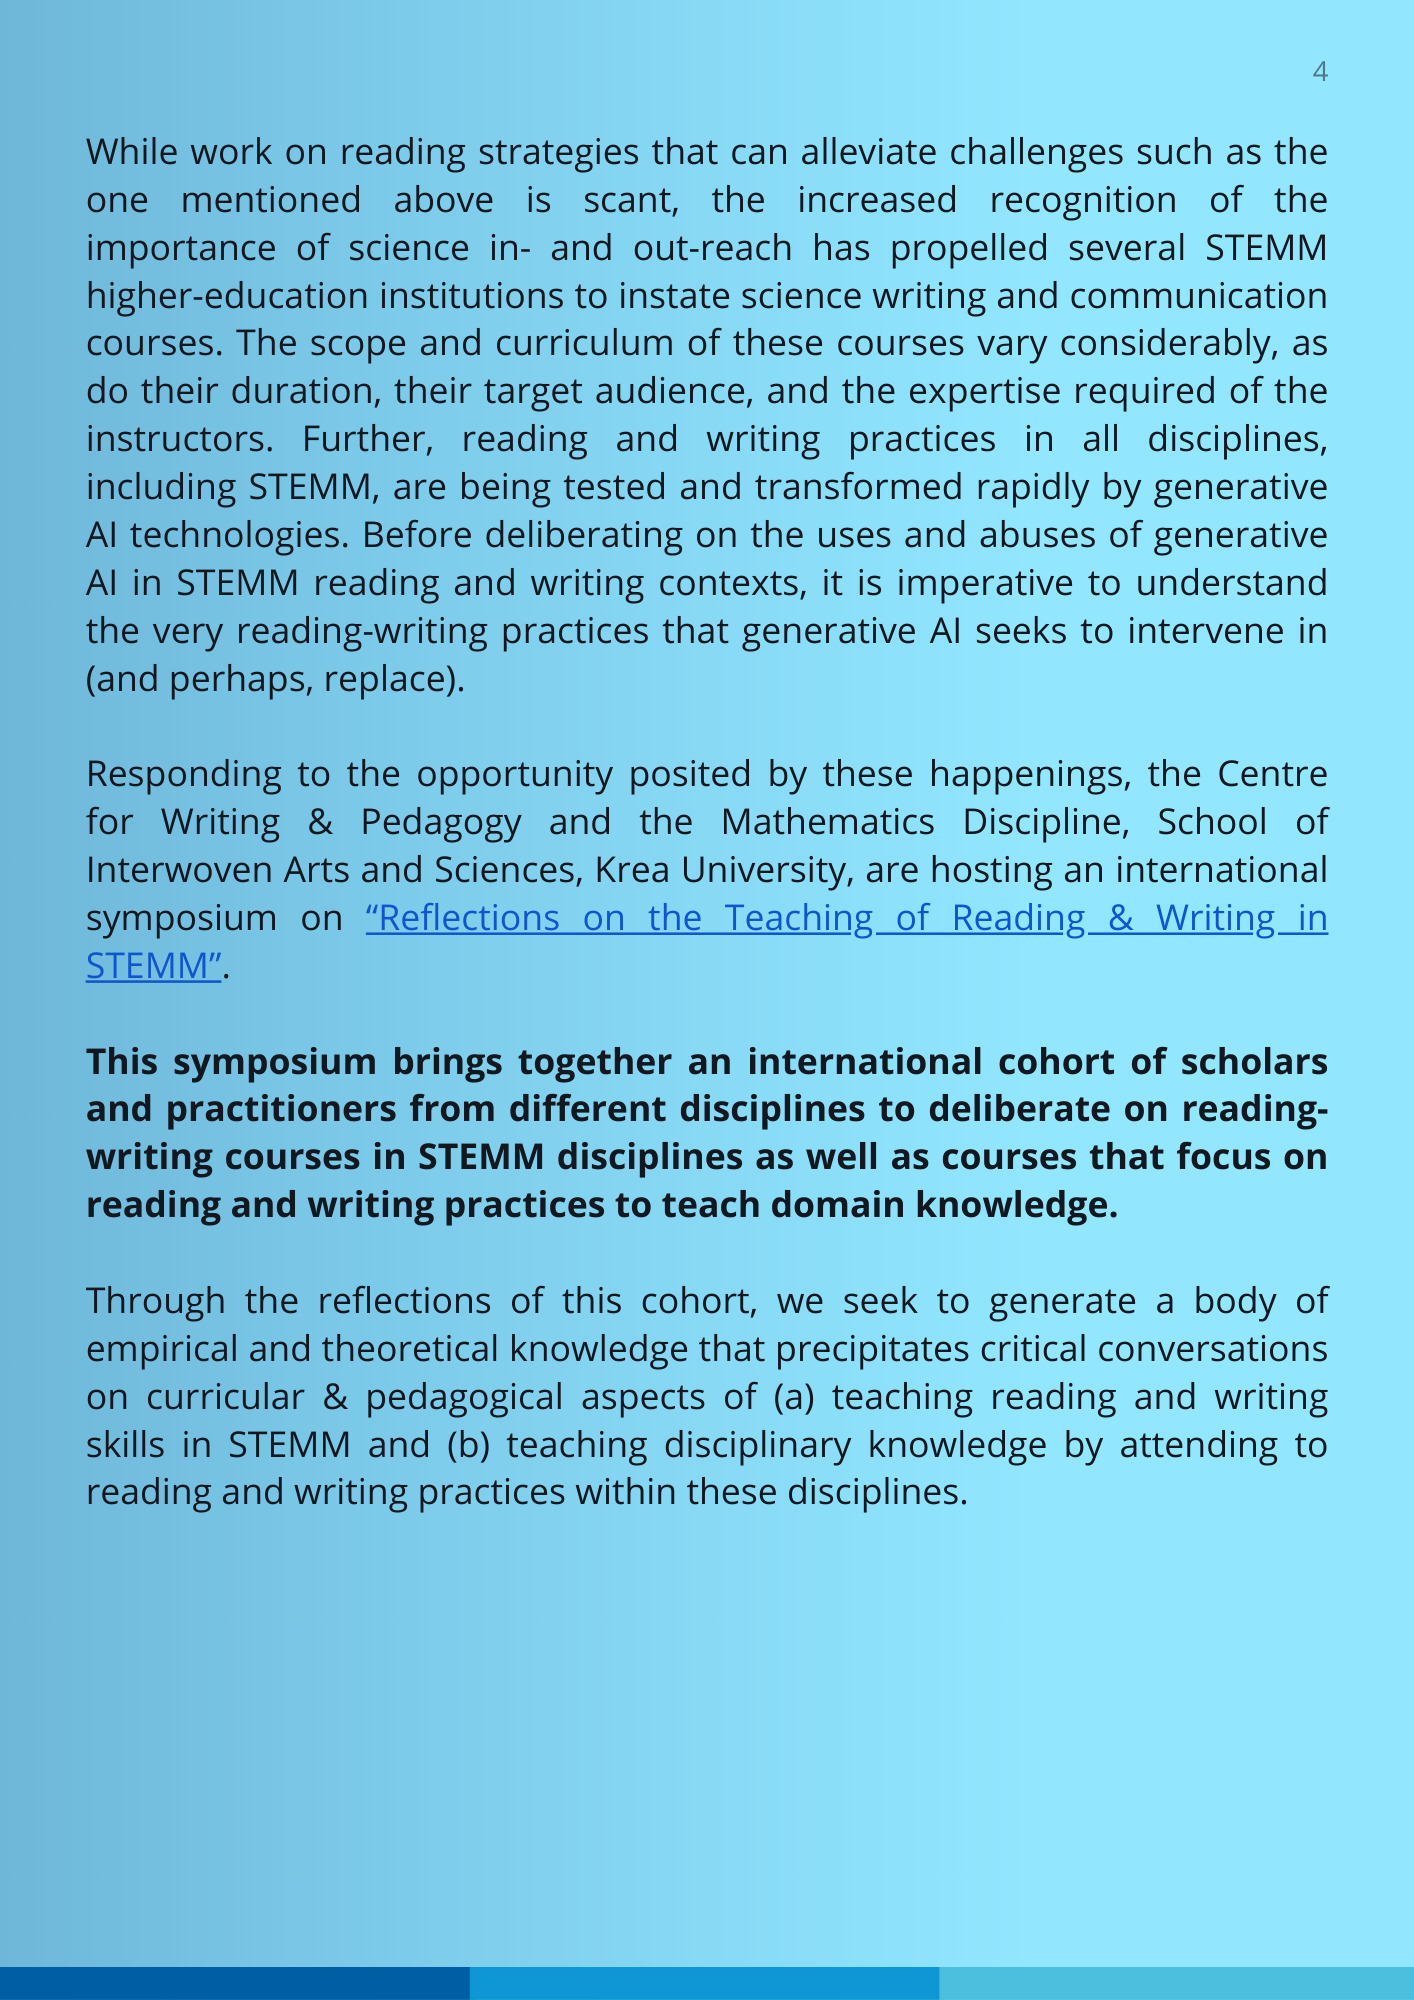 4
While work on reading strategies that can alleviate challenges such as the
one mentioned above is scant, the increased recognition of the
importance of science in- and out-reach has propelled several STEMM
higher-education institutions to instate science writing and communication
courses. The scope and curriculum of these courses vary considerably, as
do their duration, their target audience, and the expertise required of the
instructors. Further, reading and writing practices in all disciplines,
including STEMM, are being tested and transformed rapidly by generative
AI technologies. Before deliberating on the uses and abuses of generative
AI in STEMM reading and writing contexts, it is imperative to understand
the very reading-writing practices that generative AI seeks to intervene in
(and perhaps, replace).
Responding to the opportunity posited by these happenings, the Centre
for Writing & Pedagogy and the Mathematics Discipline, School of
Interwoven Arts and Sciences, Krea University, are hosting an international
symposium on “Reflections on the Teaching of Reading & Writing in
STEMM”.
This symposium brings together an international cohort of scholars
and practitioners from different disciplines to deliberate on reading-
writing courses in STEMM disciplines as well as courses that focus on
reading and writing practices to teach domain knowledge.
Through the reflections of this cohort, we seek to generate a body of
empirical and theoretical knowledge that precipitates critical conversations
on curricular & pedagogical aspects of (a) teaching reading and writing
skills in STEMM and (b) teaching disciplinary knowledge by attending to
reading and writing practices within these disciplines.